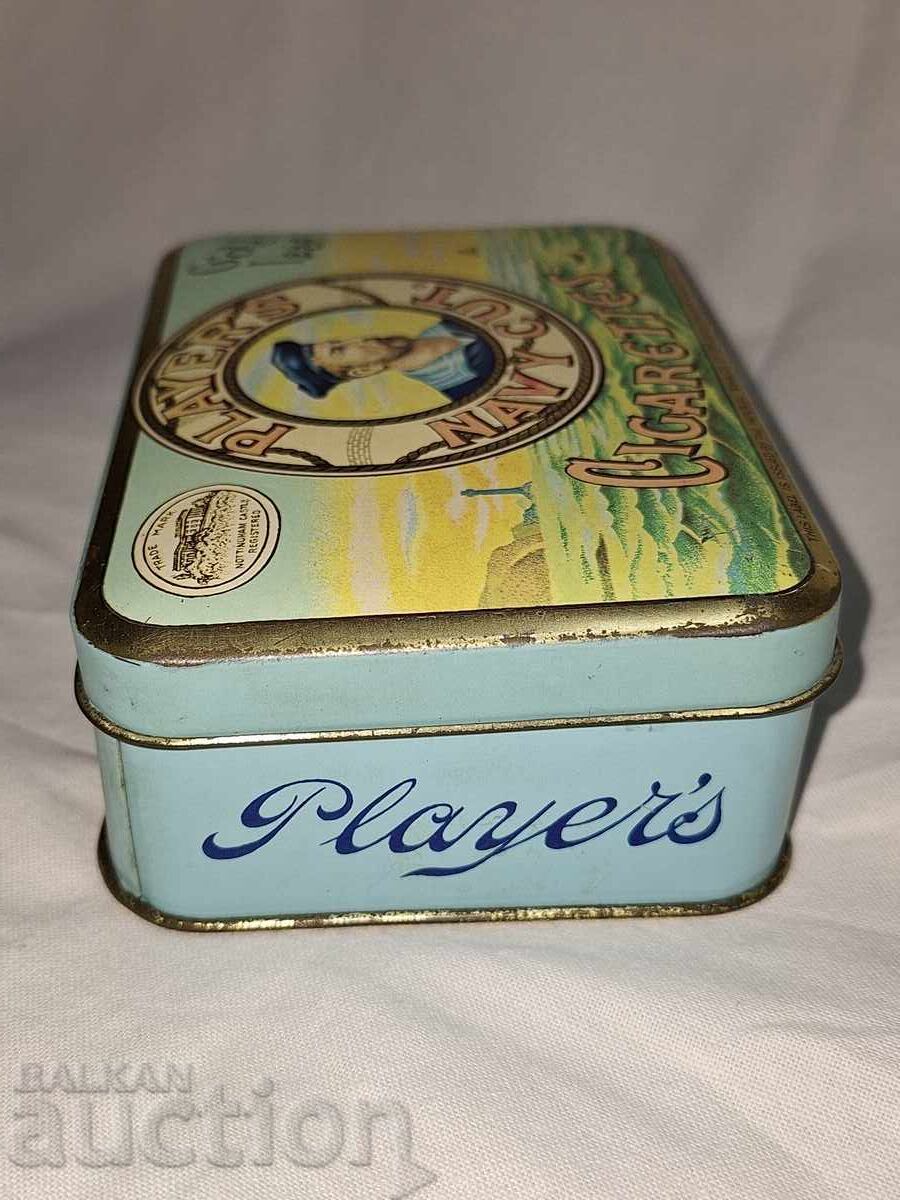 PLAYER'S
NAVY CUT
CIGARETTES
TRADE MARK
NOTTINGHAM CASTLE
REGISTERED
Player's
BALKAN
auction